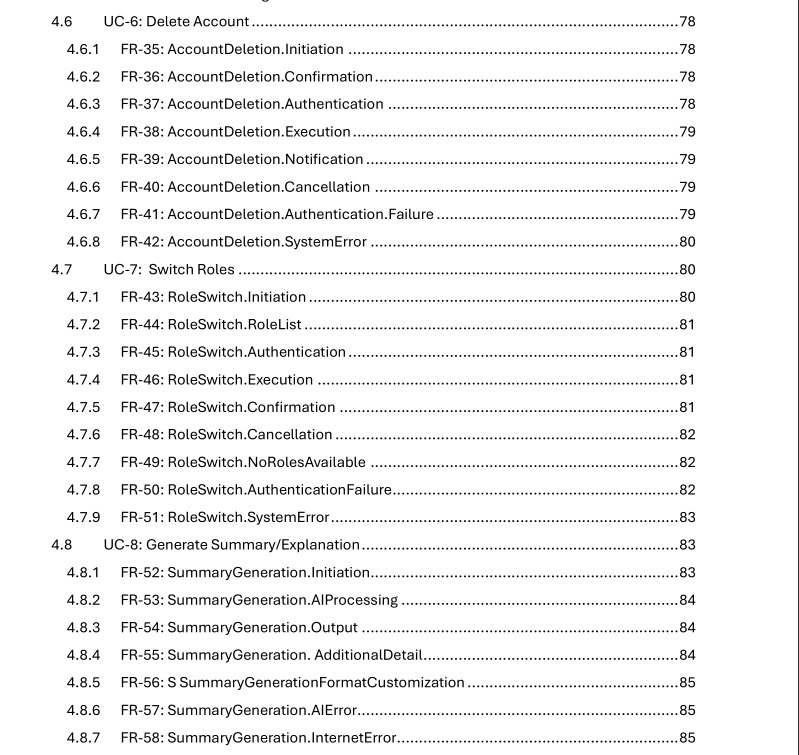 4.6 UC-6: Delete Account 78
4.6.1 FR-35: AccountDeletion.Initiation 78
4.6.2 FR-36: AccountDeletion.Confirmation 78
4.6.3 FR-37: AccountDeletion.Authentication 78
4.6.4 FR-38: AccountDeletion.Execution 79
4.6.5 FR-39: AccountDeletion.Notification 79
4.6.6 FR-40: AccountDeletion.Cancellation 79
4.6.7 FR-41: AccountDeletion.Authentication.Failure 79
4.6.8 FR-42: AccountDeletion.SystemError 80
4.7 UC-7: Switch Roles 80
4.7.1 FR-43: RoleSwitch.Initiation 80
4.7.2 FR-44: RoleSwitch.RoleList 81
4.7.3 FR-45: RoleSwitch.Authentication 81
4.7.4 FR-46: RoleSwitch.Execution 81
4.7.5 FR-47: RoleSwitch.Confirmation 81
4.7.6 FR-48: RoleSwitch.Cancellation 82
4.7.7 FR-49: RoleSwitch.NoRolesAvailable 82
4.7.8 FR-50: RoleSwitch.AuthenticationFailure 82
4.7.9 FR-51: RoleSwitch.SystemError 83
4.8 UC-8: Generate Summary/Explanation 83
4.8.1 FR-52: SummaryGeneration.Initiation 83
4.8.2 FR-53: SummaryGeneration.AIProcessing 84
4.8.3 FR-54: SummaryGeneration.Output 84
4.8.4 FR-55: SummaryGeneration. AdditionalDetail 84
4.8.5 FR-56: S SummaryGenerationFormatCustomization 85
4.8.6 FR-57: SummaryGeneration.AIError 85
4.8.7 FR-58: SummaryGeneration.InternetError 85